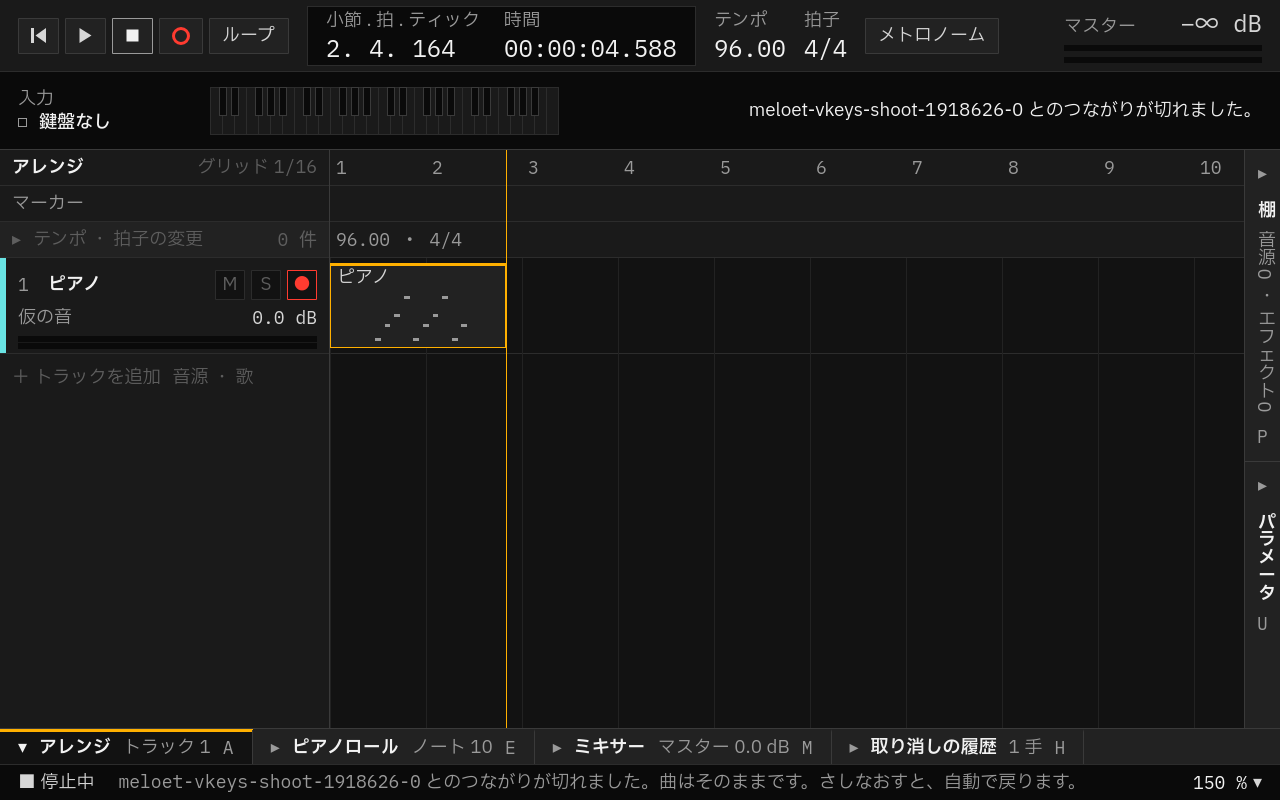 ループ
小節 . 拍 . ティック 時間
2. 4. 164 00:00:04.588
テンポ 拍子
96.00 4/4
メトロノーム
マスター −∞ dB
入力
鍵盤なし
meloet-vkeys-shoot-1918626-0 とのつながりが切れました。
アレンジ グリッド 1/16
1 2 3 4 5 6 7 8 9 10
マーカー
▸ テンポ · 拍子の変更 0 件
96.00 · 4/4
1 ピアノ M S
仮の音 0.0 dB
ピアノ
＋ トラックを追加 音源 · 歌
▸ 棚 音源0 · エフェクト0 P
▸ パラメータ U
▾ アレンジ トラック 1 A
▸ ピアノロール ノート 10 E
▸ ミキサー マスター 0.0 dB M
▸ 取り消しの履歴 1 手 H
■ 停止中 meloet-vkeys-shoot-1918626-0 とのつながりが切れました。曲はそのままです。さしなおすと、自動で戻ります。
150 % ▾